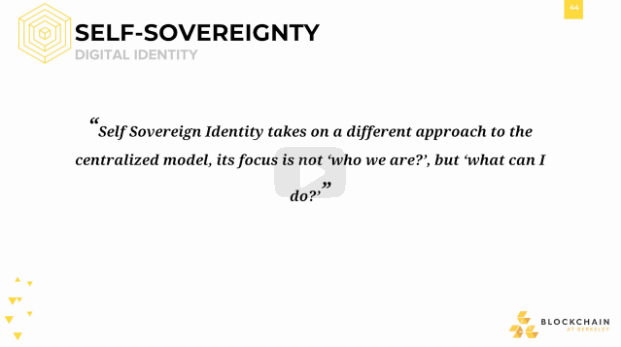 44
SELF-SOVEREIGNTY
DIGITAL IDENTITY
“Self Sovereign Identity takes on a different approach to the
centralized model, its focus is not ‘who we are?’, but ‘what can I
do?’”
BLOCKCHAIN
AT BERKELEY